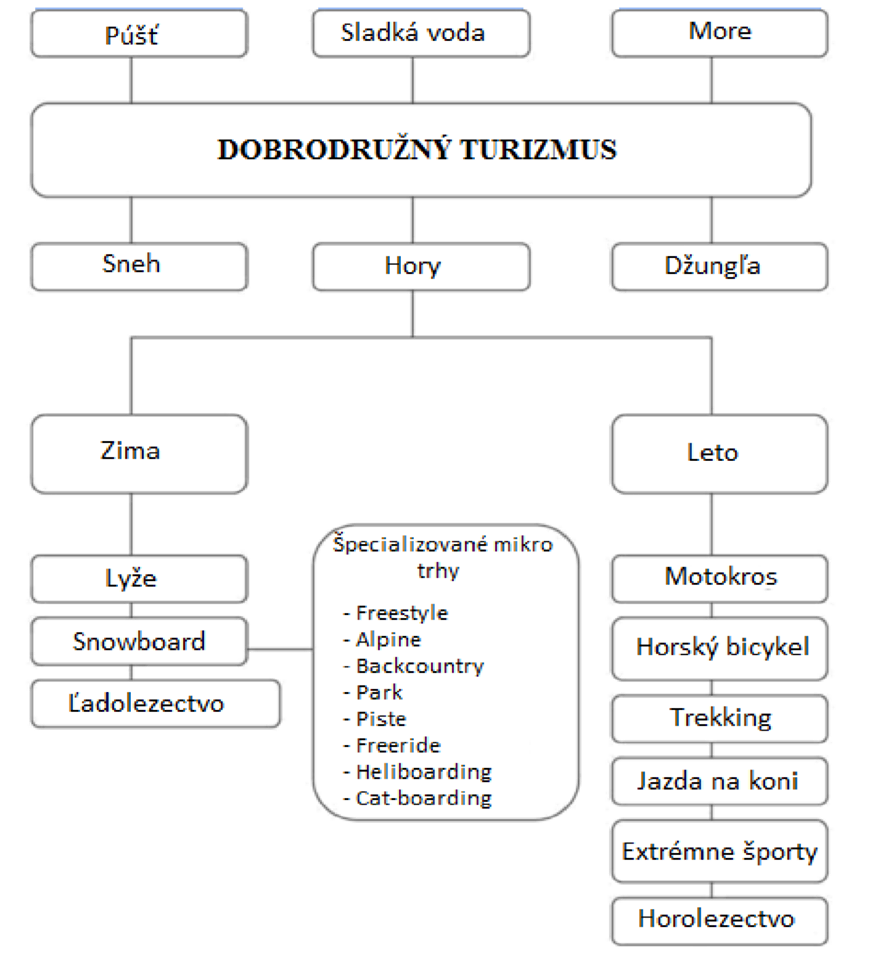 Púšť
Sladká voda
More
DOBRODRUŽNÝ TURIZMUS
Sneh
Hory
Džungľa
Zima
Leto
Lyže
Snowboard
Ľadolezectvo
Špecializované mikro
trhy
- Freestyle
- Alpine
- Backcountry
- Park
- Piste
- Freeride
- Heliboarding
- Cat-boarding
Motokros
Horský bicykel
Trekking
Jazda na koni
Extrémne športy
Horolezectvo